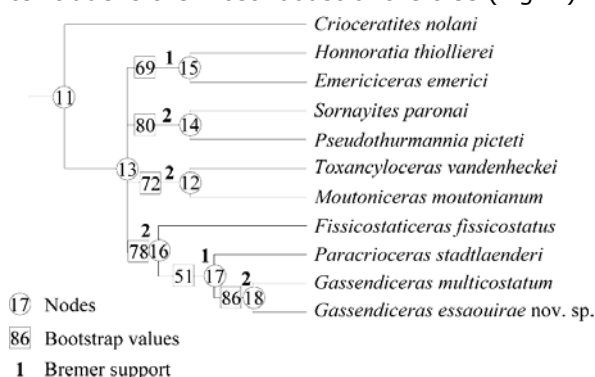 Crioceratites nolani
Honnoratia thiollierei
1
69 15
Emericiceras emerici
11
Sornayites paronai
2
80 14
Pseudothurmannia picteti
Toxancyloceras vandenheckei
13
2
72 12
Moutoniceras moutonianum
Fissicostaticeras fissicostatus
2
78 16
Paracrioceras stadtlaenderi
1
51 17
Gassendiceras multicostatum
2
86 18
Gassendiceras essaouirae nov. sp.
17 Nodes
86 Bootstrap values
1 Bremer support